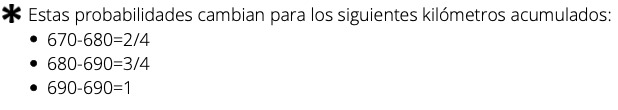 ✱ Estas probabilidades cambian para los siguientes kilómetros acumulados:
• 670-680=2/4
• 680-690=3/4
• 690-690=1